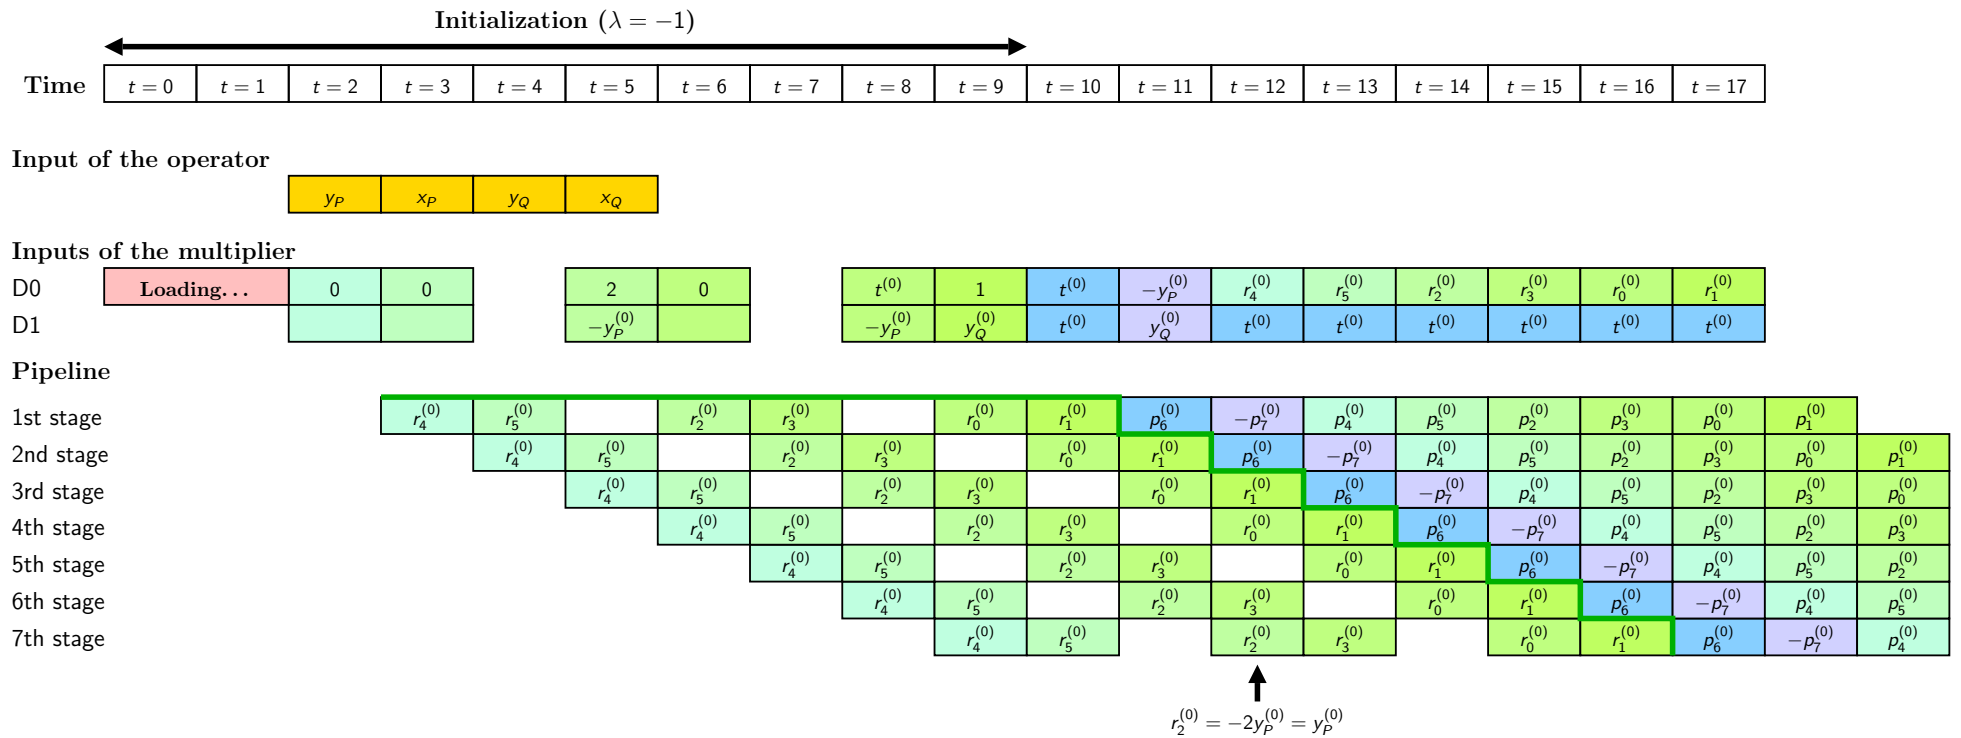 Initialization (λ = −1)
Time t = 0 t = 1 t = 2 t = 3 t = 4 t = 5 t = 6 t = 7 t = 8 t = 9 t = 10 t = 11 t = 12 t = 13 t = 14 t = 15 t = 16 t = 17
Input of the operator
y_P x_P y_Q x_Q
Inputs of the multiplier
D0 Loading... 0 0 2 0 t^(0) 1 t^(0) −y_P^(0) r_4^(0) r_5^(0) r_2^(0) r_3^(0) r_0^(0) r_1^(0)
D1 −y_P^(0) −y_P^(0) y_Q^(0) t^(0) y_Q^(0) t^(0) t^(0) t^(0) t^(0) t^(0) t^(0)
Pipeline
1st stage r_4^(0) r_5^(0) r_2^(0) r_3^(0) r_0^(0) r_1^(0) p_6^(0) −p_7^(0) p_4^(0) p_5^(0) p_2^(0) p_3^(0) p_0^(0) p_1^(0)
2nd stage r_4^(0) r_5^(0) r_2^(0) r_3^(0) r_0^(0) r_1^(0) p_6^(0) −p_7^(0) p_4^(0) p_5^(0) p_2^(0) p_3^(0) p_0^(0) p_1^(0)
3rd stage r_4^(0) r_5^(0) r_2^(0) r_3^(0) r_0^(0) r_1^(0) p_6^(0) −p_7^(0) p_4^(0) p_5^(0) p_2^(0) p_3^(0) p_0^(0)
4th stage r_4^(0) r_5^(0) r_2^(0) r_3^(0) r_0^(0) r_1^(0) p_6^(0) −p_7^(0) p_4^(0) p_5^(0) p_2^(0) p_3^(0)
5th stage r_4^(0) r_5^(0) r_2^(0) r_3^(0) r_0^(0) r_1^(0) p_6^(0) −p_7^(0) p_4^(0) p_5^(0) p_2^(0)
6th stage r_4^(0) r_5^(0) r_2^(0) r_3^(0) r_0^(0) r_1^(0) p_6^(0) −p_7^(0) p_4^(0) p_5^(0)
7th stage r_4^(0) r_5^(0) r_2^(0) r_3^(0) r_0^(0) r_1^(0) p_6^(0) −p_7^(0) p_4^(0)
r_2^(0) = −2y_P^(0) = y_P^(0)